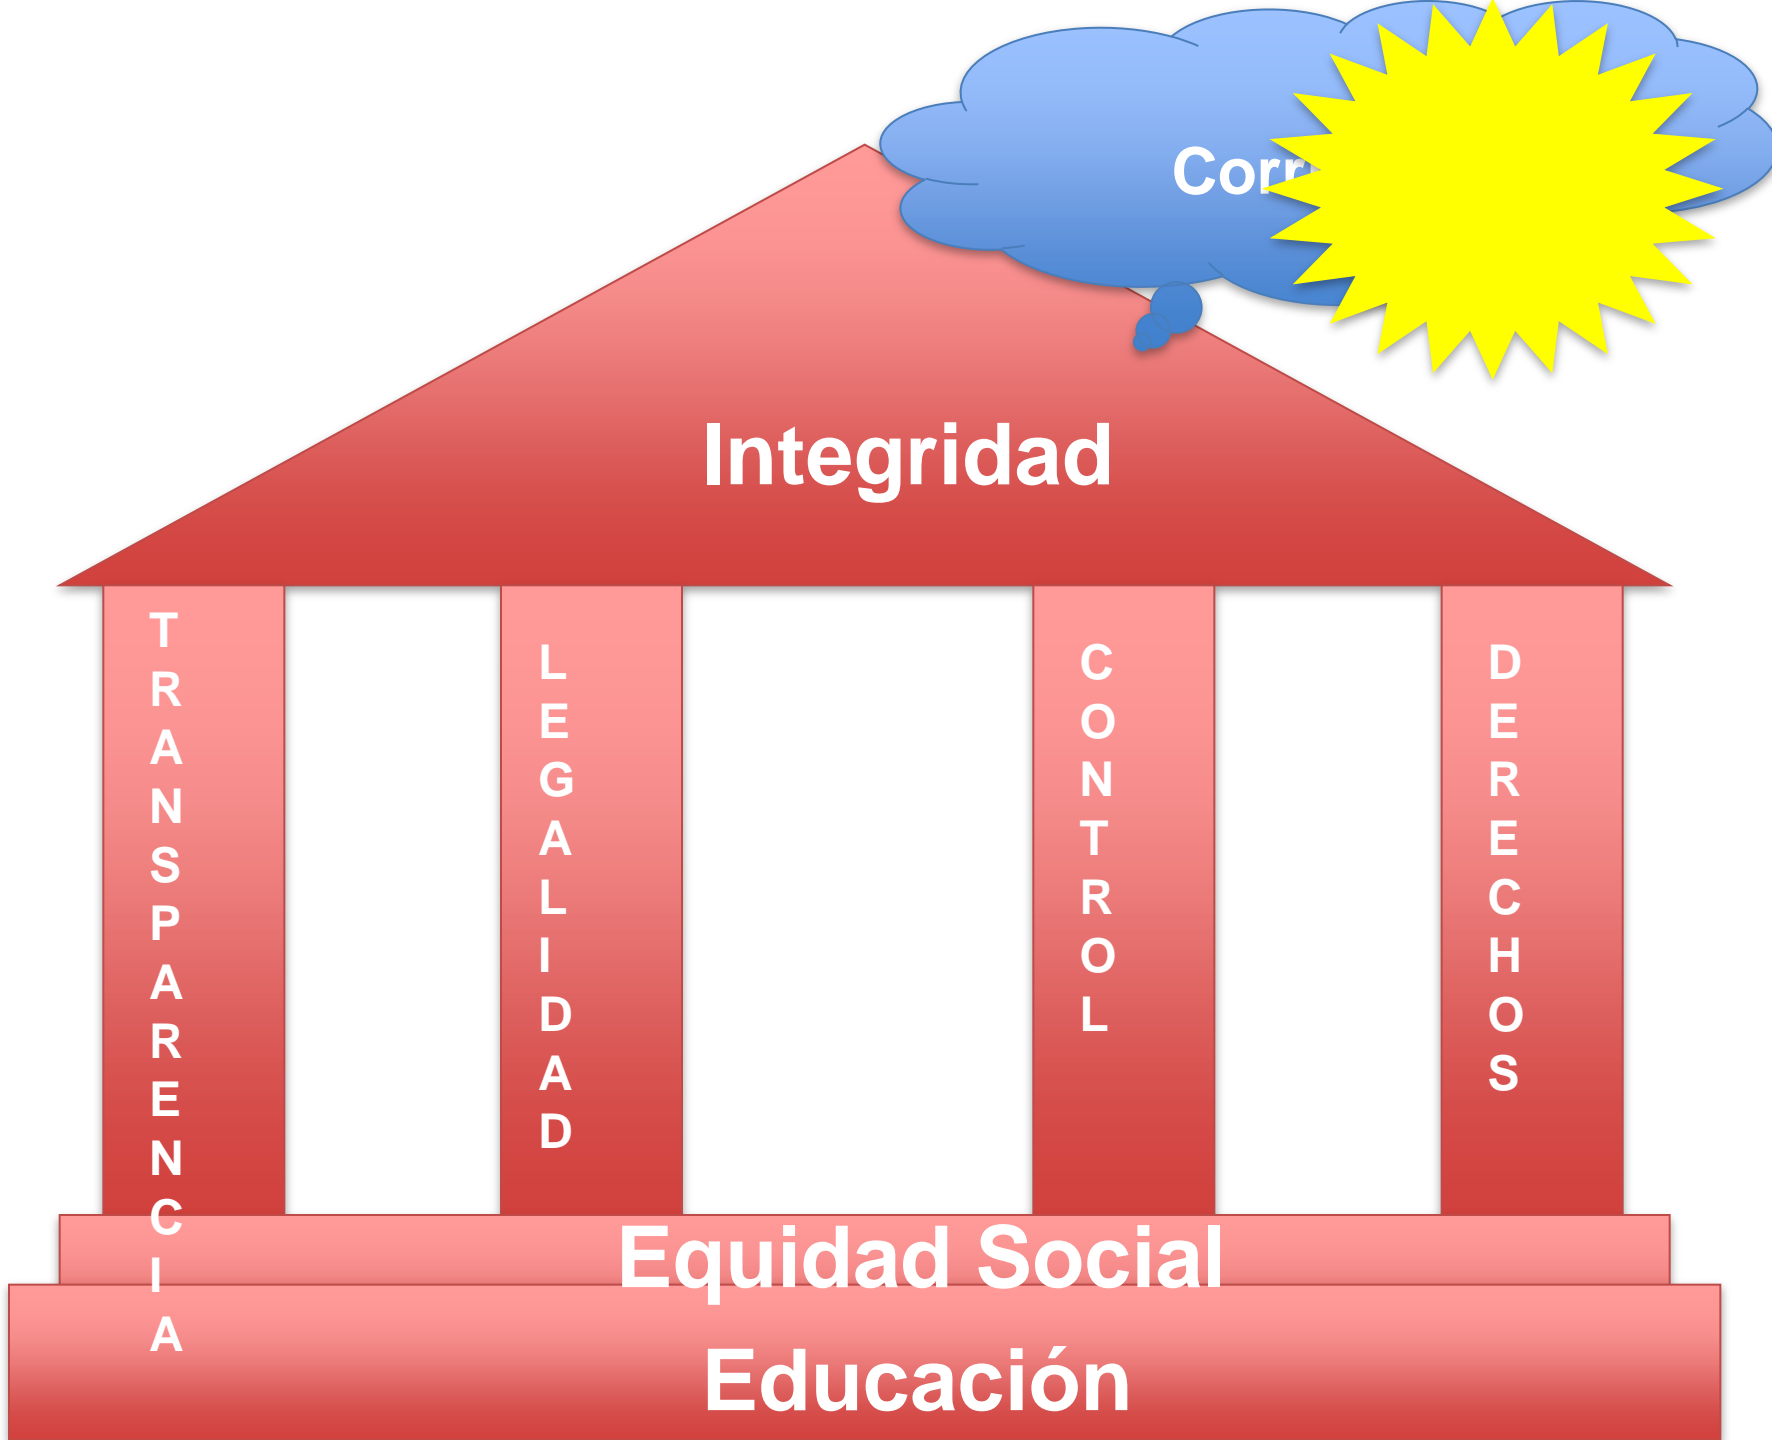 Integridad
TRANSPARENCIA
LEGALIDAD
CONTROL
DERECHOS
Equidad Social
Educación